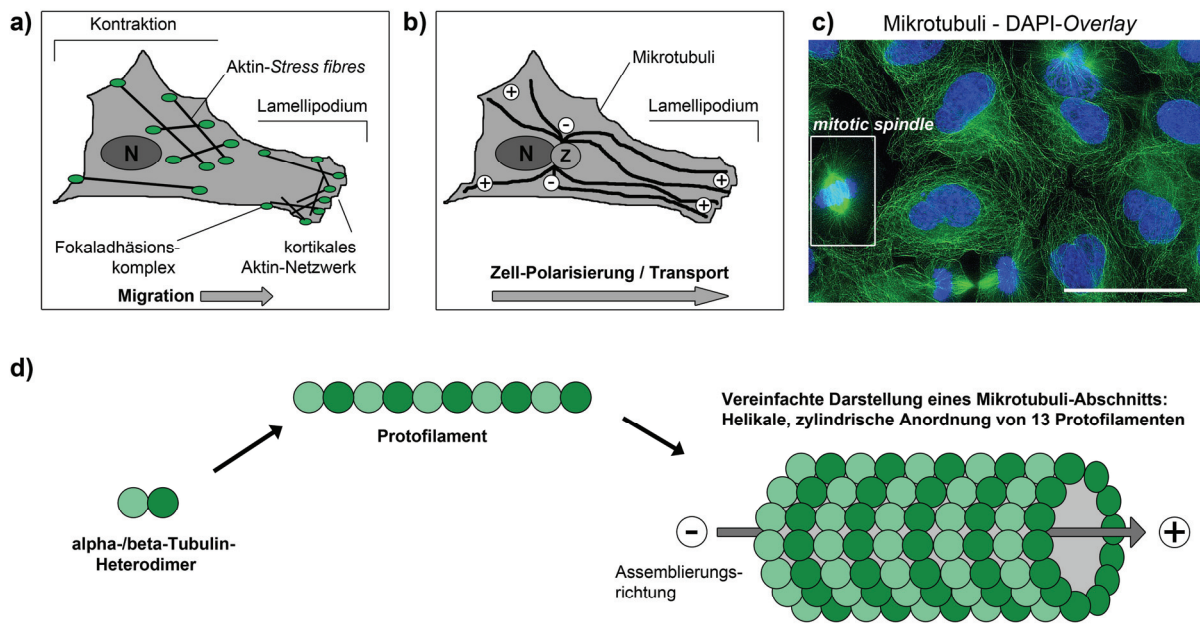 a)
Kontraktion
Aktin-Stress fibres
Lamellipodium
N
Fokaladhäsions-
komplex
kortikales
Aktin-Netzwerk
Migration
b)
Mikrotubuli
Lamellipodium
+
-
N
Z
+
-
+
+
Zell-Polarisierung / Transport
c)
Mikrotubuli - DAPI-Overlay
mitotic spindle
d)
Protofilament
alpha-/beta-Tubulin-
Heterodimer
Vereinfachte Darstellung eines Mikrotubuli-Abschnitts:
Helikale, zylindrische Anordnung von 13 Protofilamenten
-
+
Assemblierungs-
richtung